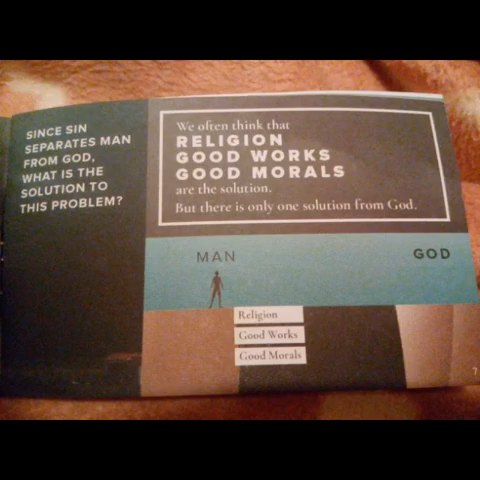 SINCE SIN
SEPARATES MAN
FROM GOD,
WHAT IS THE
SOLUTION TO
THIS PROBLEM?
We often think that
RELIGION
GOOD WORKS
GOOD MORALS
are the solution.
But there is only one solution from God.
MAN
GOD
Religion
Good Works
Good Morals
7